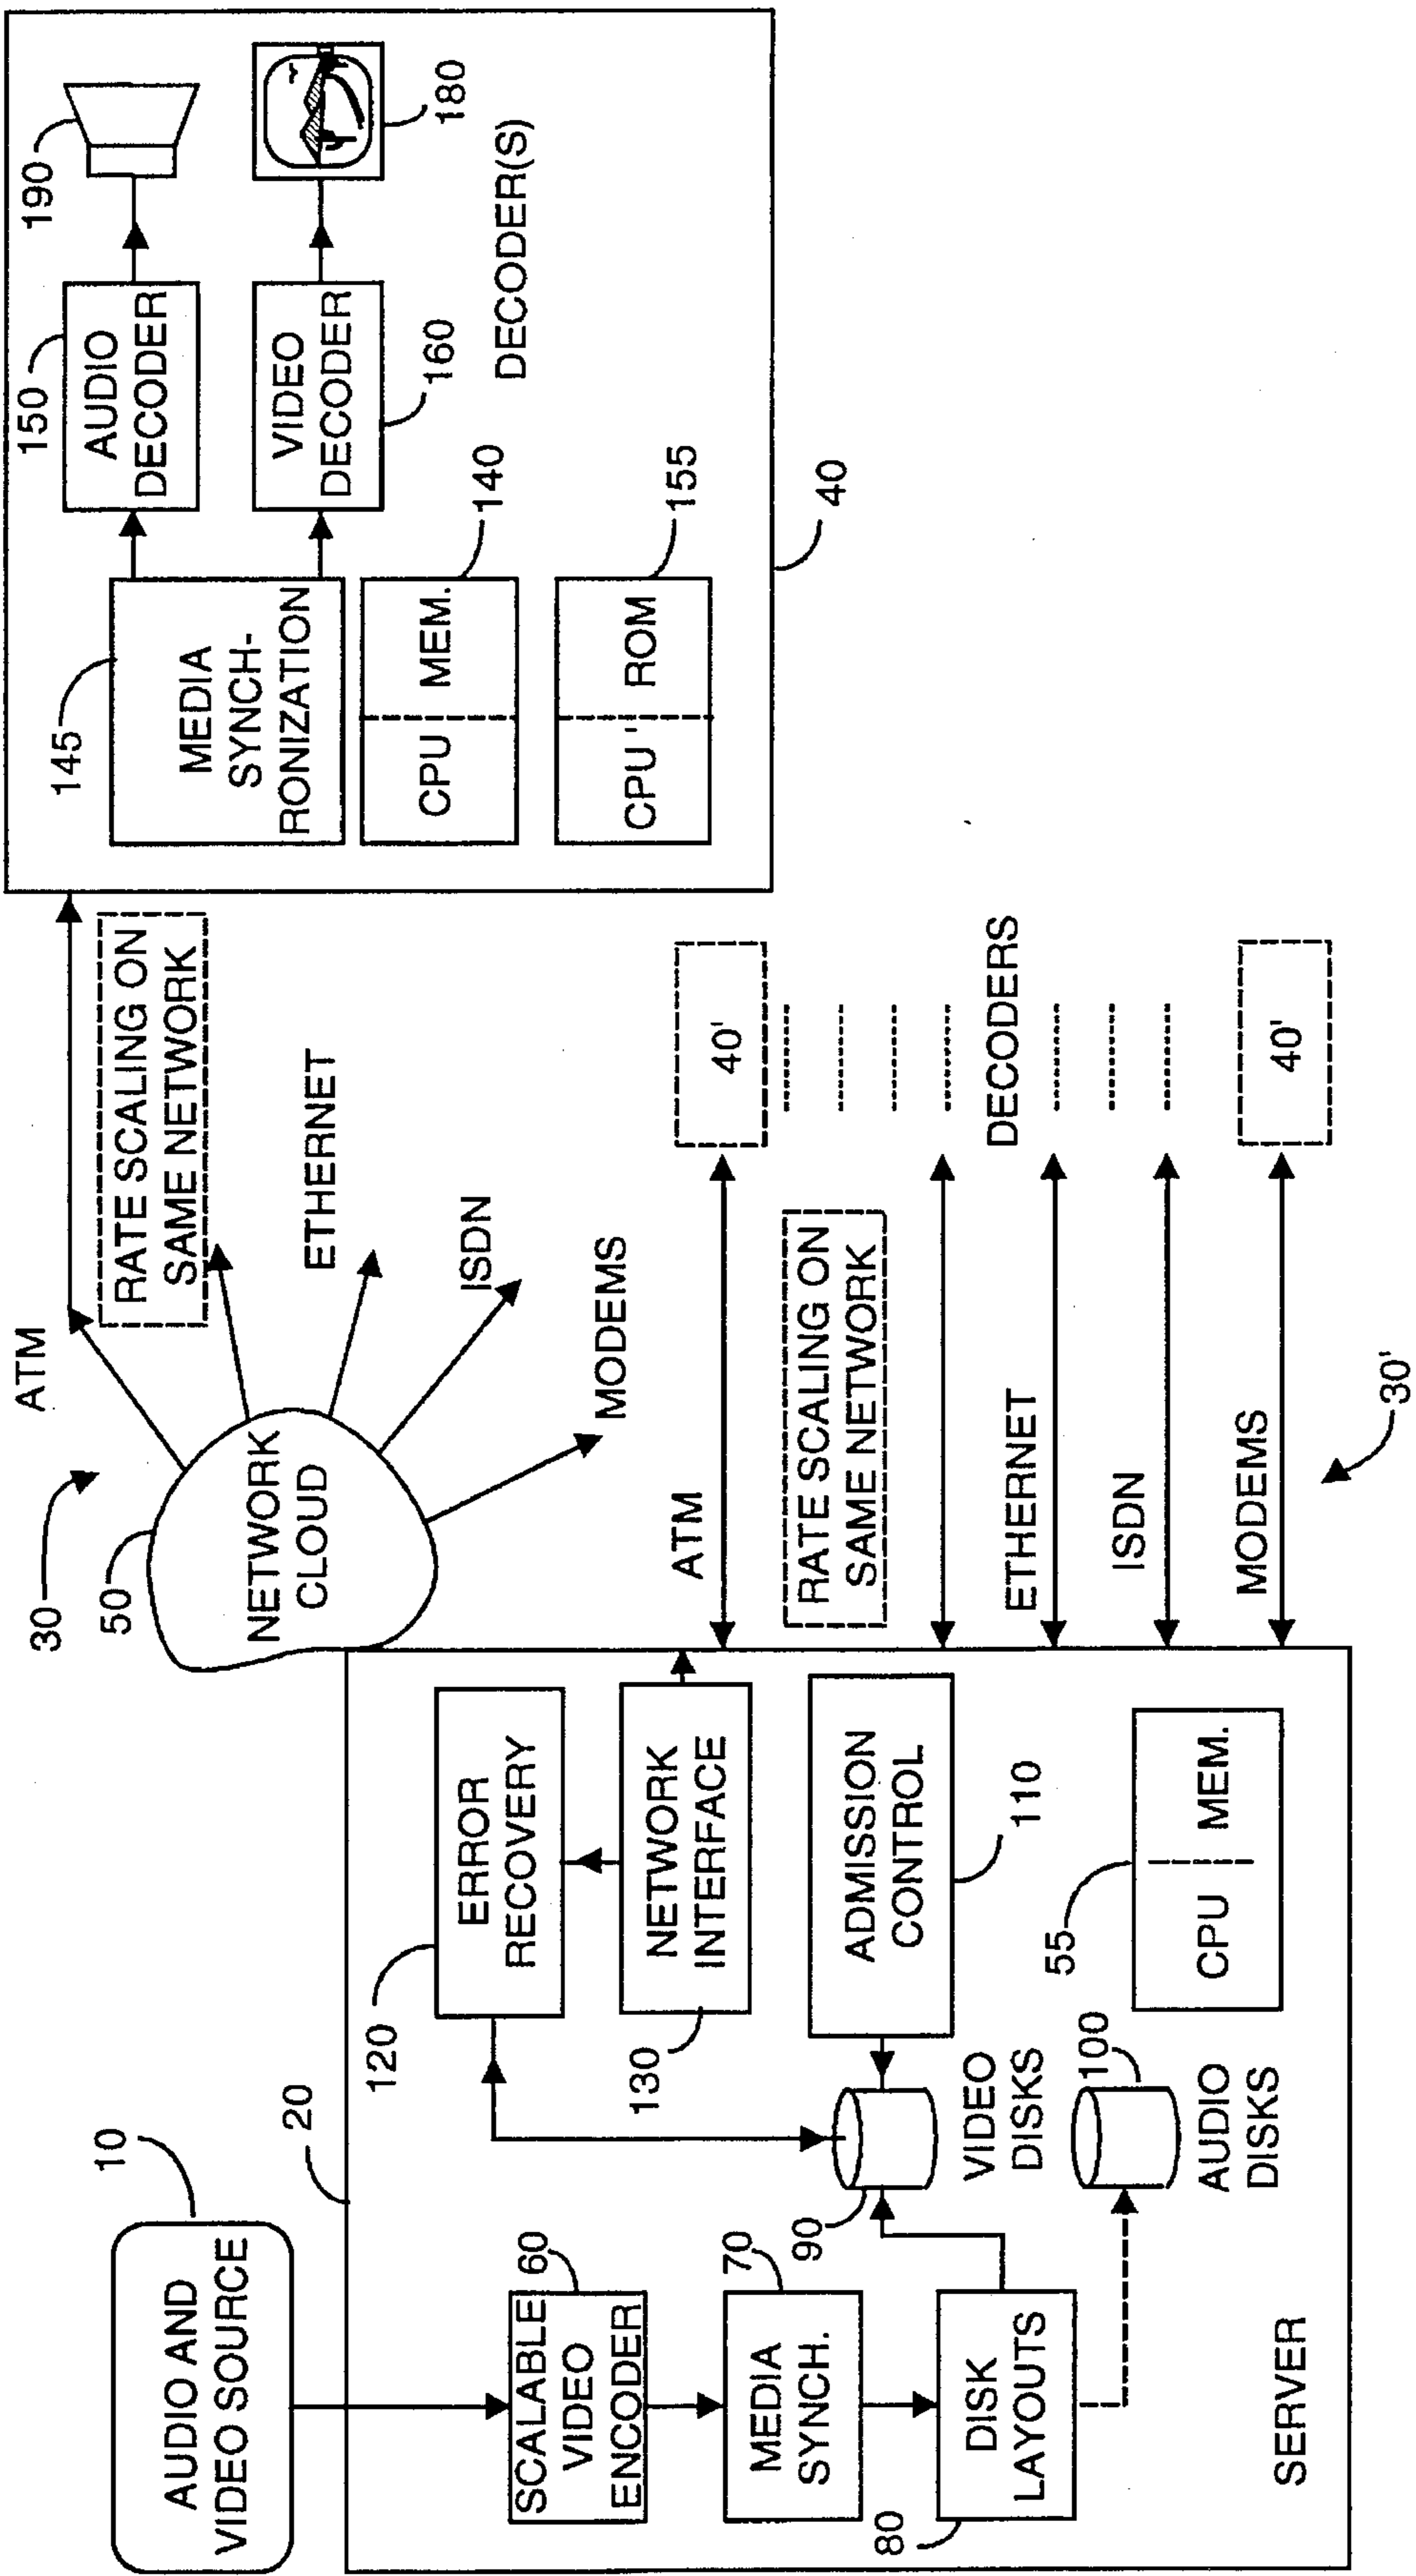 10
AUDIO AND
VIDEO SOURCE
20
SCALABLE
VIDEO
ENCODER
60
MEDIA
SYNCH.
70
DISK
LAYOUTS
80
90
VIDEO
DISKS
100
AUDIO
DISKS
SERVER
120
ERROR
RECOVERY
130
NETWORK
INTERFACE
ADMISSION
CONTROL
110
55
CPU
MEM.
30
50
NETWORK
CLOUD
ATM
RATE SCALING ON
SAME NETWORK
ETHERNET
ISDN
MODEMS
ATM
RATE SCALING ON
SAME NETWORK
ETHERNET
ISDN
MODEMS
30'
40'
DECODERS
40'
145
MEDIA
SYNCH-
RONIZATION
150
AUDIO
DECODER
190
VIDEO
DECODER
160
180
CPU
MEM.
140
CPU '
ROM
155
DECODER(S)
40